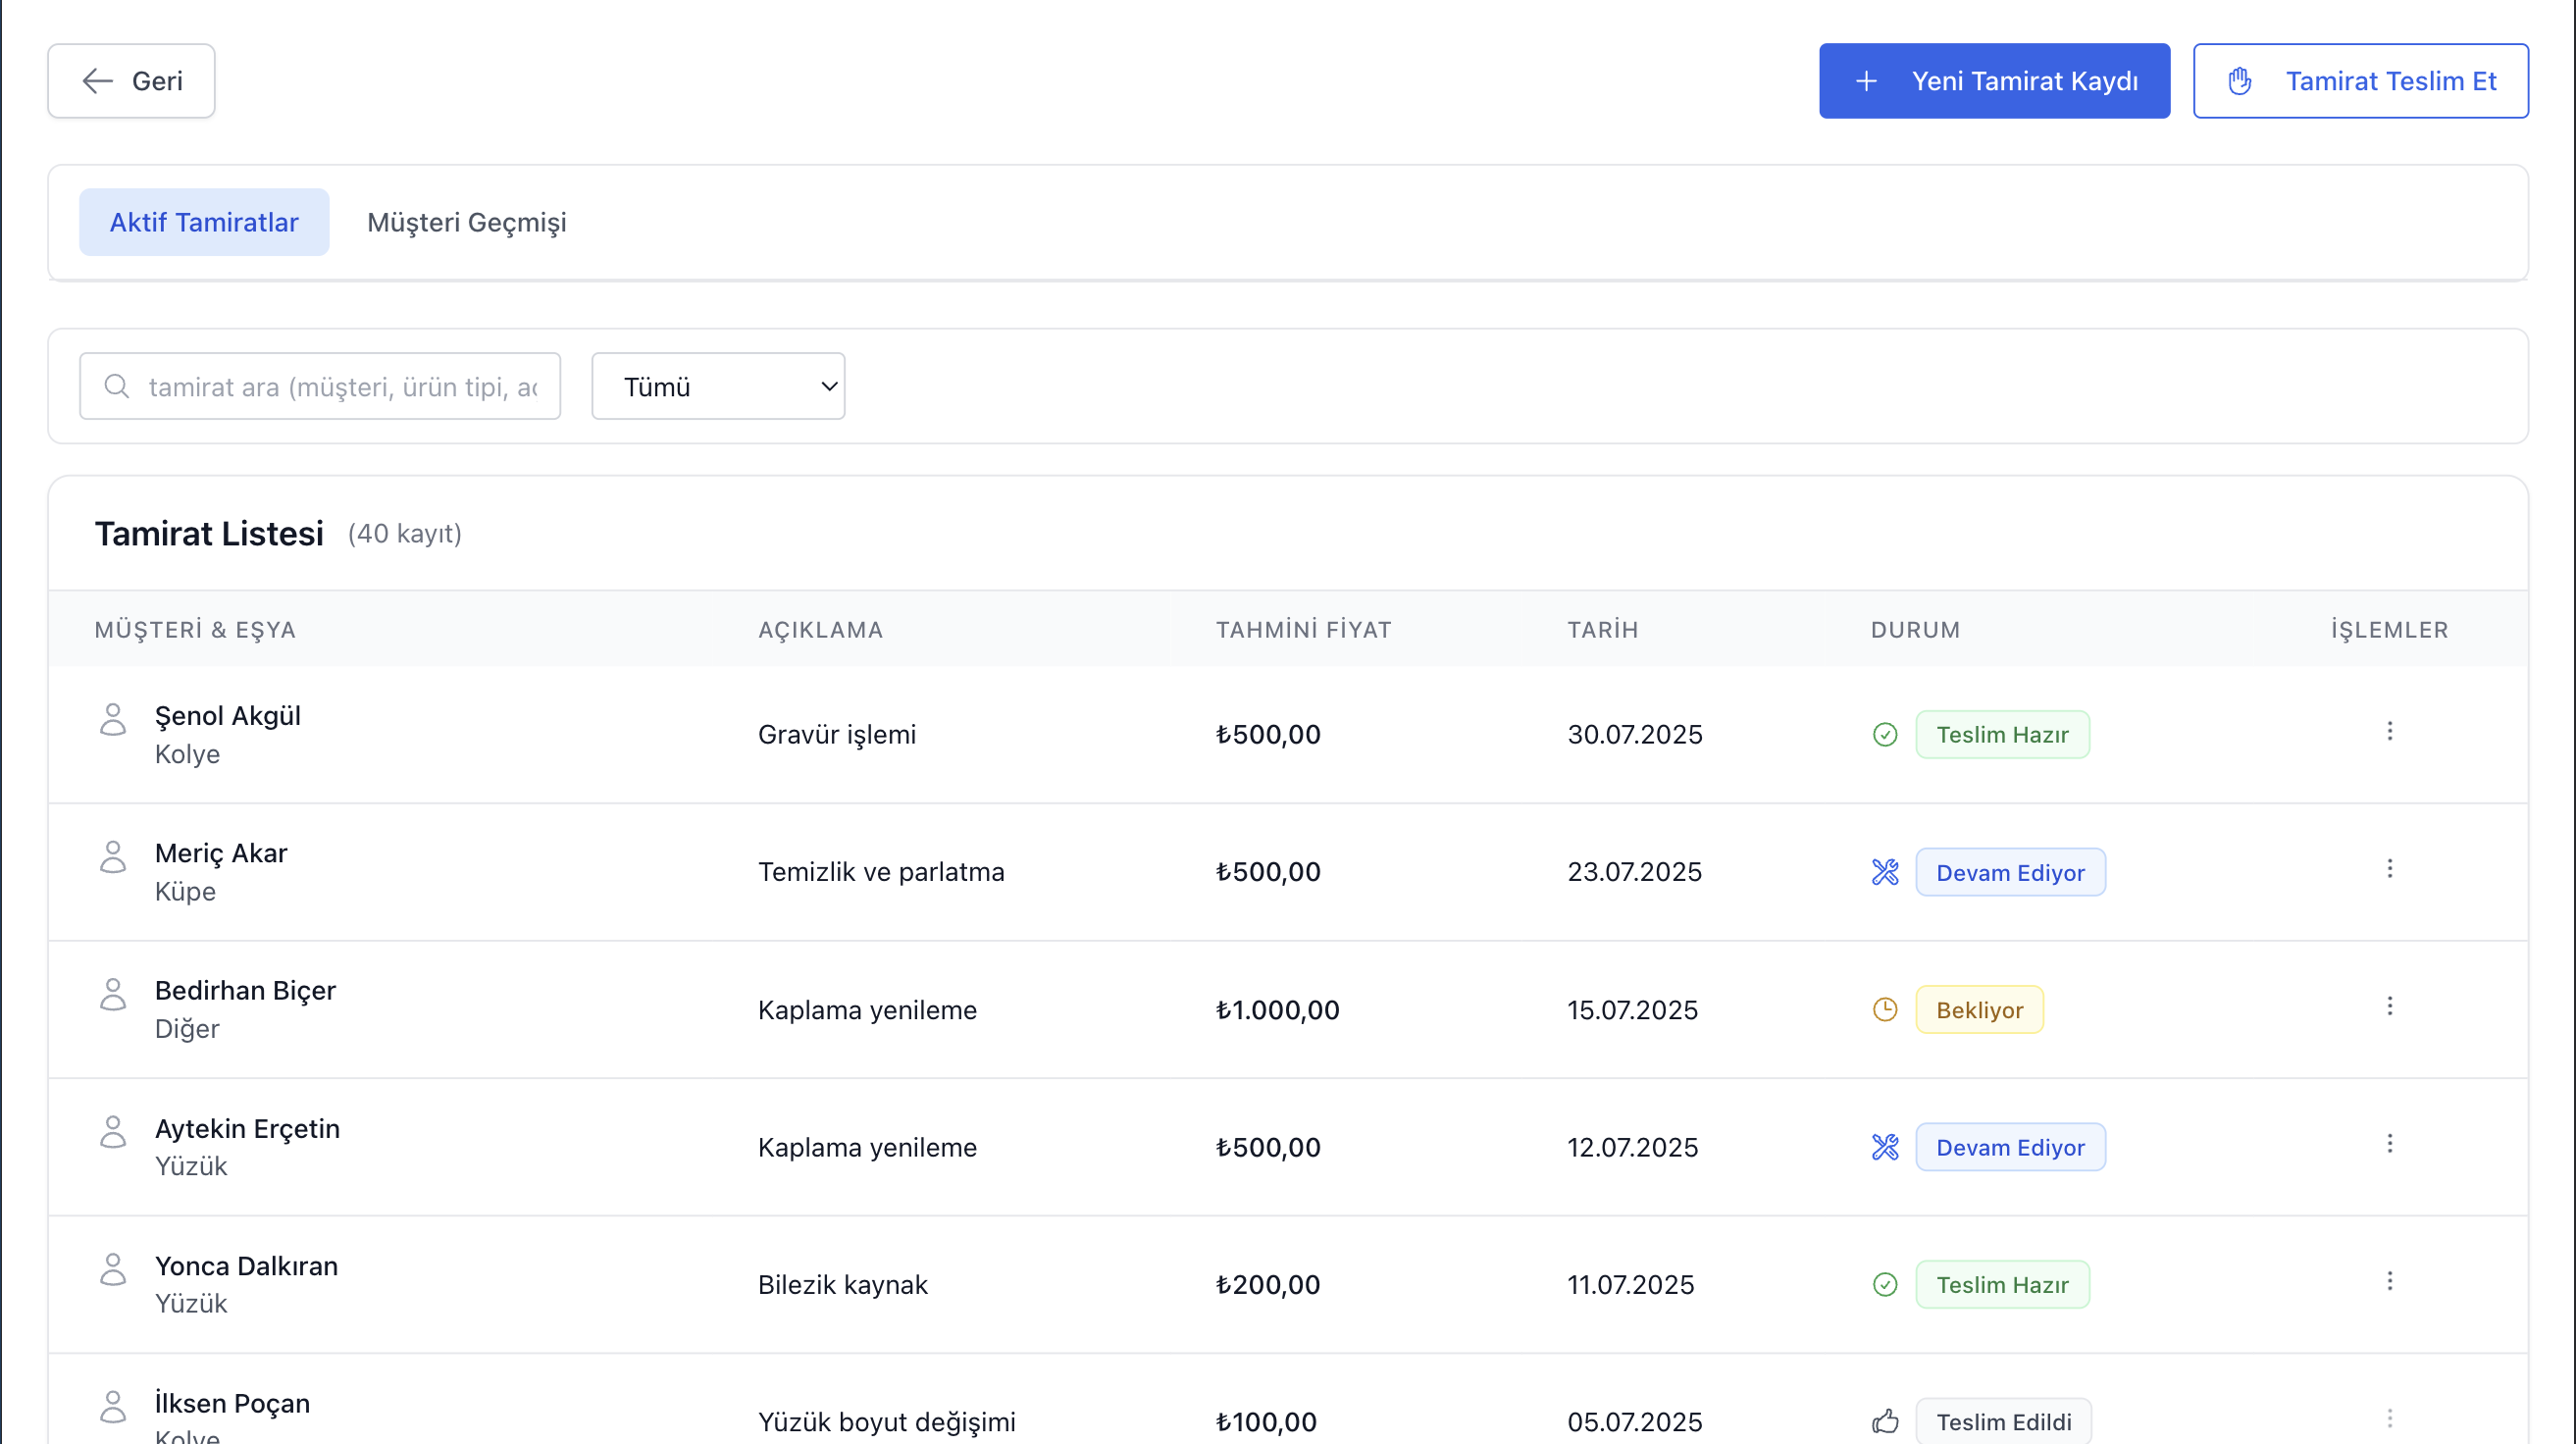 Geri
Yeni Tamirat Kaydı
Tamirat Teslim Et
Aktif Tamiratlar
Müşteri Geçmişi
tamirat ara (müşteri, ürün tipi, aç
Tümü
Tamirat Listesi (40 kayıt)
MÜŞTERİ & EŞYA AÇIKLAMA TAHMİNİ FİYAT TARİH DURUM İŞLEMLER
Şenol Akgül
Kolye
Gravür işlemi ₺500,00 30.07.2025 Teslim Hazır
Meriç Akar
Küpe
Temizlik ve parlatma ₺500,00 23.07.2025 Devam Ediyor
Bedirhan Biçer
Diğer
Kaplama yenileme ₺1.000,00 15.07.2025 Bekliyor
Aytekin Erçetin
Yüzük
Kaplama yenileme ₺500,00 12.07.2025 Devam Ediyor
Yonca Dalkıran
Yüzük
Bilezik kaynak ₺200,00 11.07.2025 Teslim Hazır
İlksen Poçan
Kolye
Yüzük boyut değişimi ₺100,00 05.07.2025 Teslim Edildi